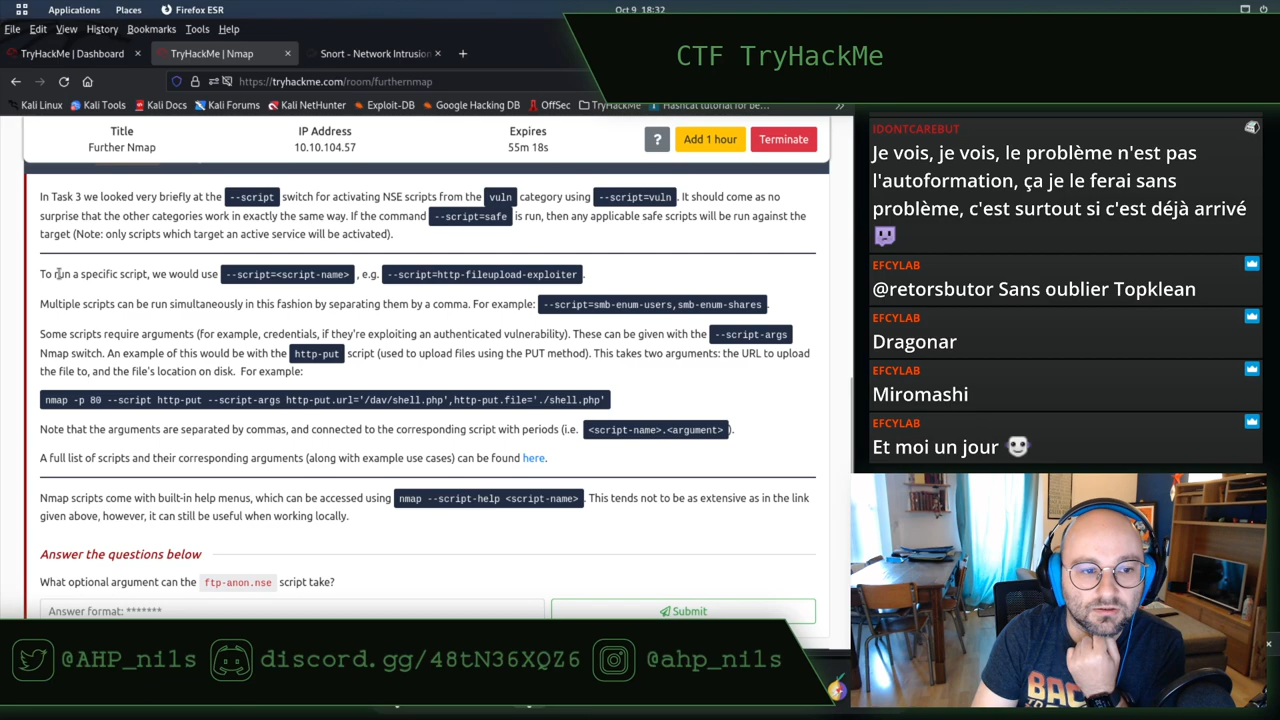 Applications Places Firefox ESR Oct 9 18:32
File Edit View History Bookmarks Tools Help
TryHackMe | Dashboard TryHackMe | Nmap Snort - Network Intrusion
https://tryhackme.com/room/furthernmap
Kali Linux Kali Tools Kali Docs Kali Forums Kali NetHunter Exploit-DB Google Hacking DB OffSec TryHackMe Hashcat tutorial for be…
CTF TryHackMe
Title IP Address Expires
Further Nmap 10.10.104.57 55m 18s
? Add 1 hour Terminate
In Task 3 we looked very briefly at the --script switch for activating NSE scripts from the vuln category using --script=vuln. It should come as no
surprise that the other categories work in exactly the same way. If the command --script=safe is run, then any applicable safe scripts will be run against the
target (Note: only scripts which target an active service will be activated).
To run a specific script, we would use --script=<script-name> , e.g. --script=http-fileupload-exploiter.
Multiple scripts can be run simultaneously in this fashion by separating them by a comma. For example: --script=smb-enum-users,smb-enum-shares.
Some scripts require arguments (for example, credentials, if they're exploiting an authenticated vulnerability). These can be given with the --script-args
Nmap switch. An example of this would be with the http-put script (used to upload files using the PUT method). This takes two arguments: the URL to upload
the file to, and the file's location on disk. For example:
nmap -p 80 --script http-put --script-args http-put.url='/dav/shell.php',http-put.file='./shell.php'
Note that the arguments are separated by commas, and connected to the corresponding script with periods (i.e. <script-name>.<argument>).
A full list of scripts and their corresponding arguments (along with example use cases) can be found here.
Nmap scripts come with built-in help menus, which can be accessed using nmap --script-help <script-name>. This tends not to be as extensive as in the link
given above, however, it can still be useful when working locally.
Answer the questions below
What optional argument can the ftp-anon.nse script take?
Answer format: *******
Submit
IDONTCAREBUT
Je vois, je vois, le problème n'est pas
l'autoformation, ça je le ferai sans
problème, c'est surtout si c'est déjà arrivé
EFCYLAB
@retorsbutor Sans oublier Topklean
EFCYLAB
Dragonar
EFCYLAB
Miromashi
EFCYLAB
Et moi un jour
@AHP_nils discord.gg/48tN36XQZ6 @ahp_nils